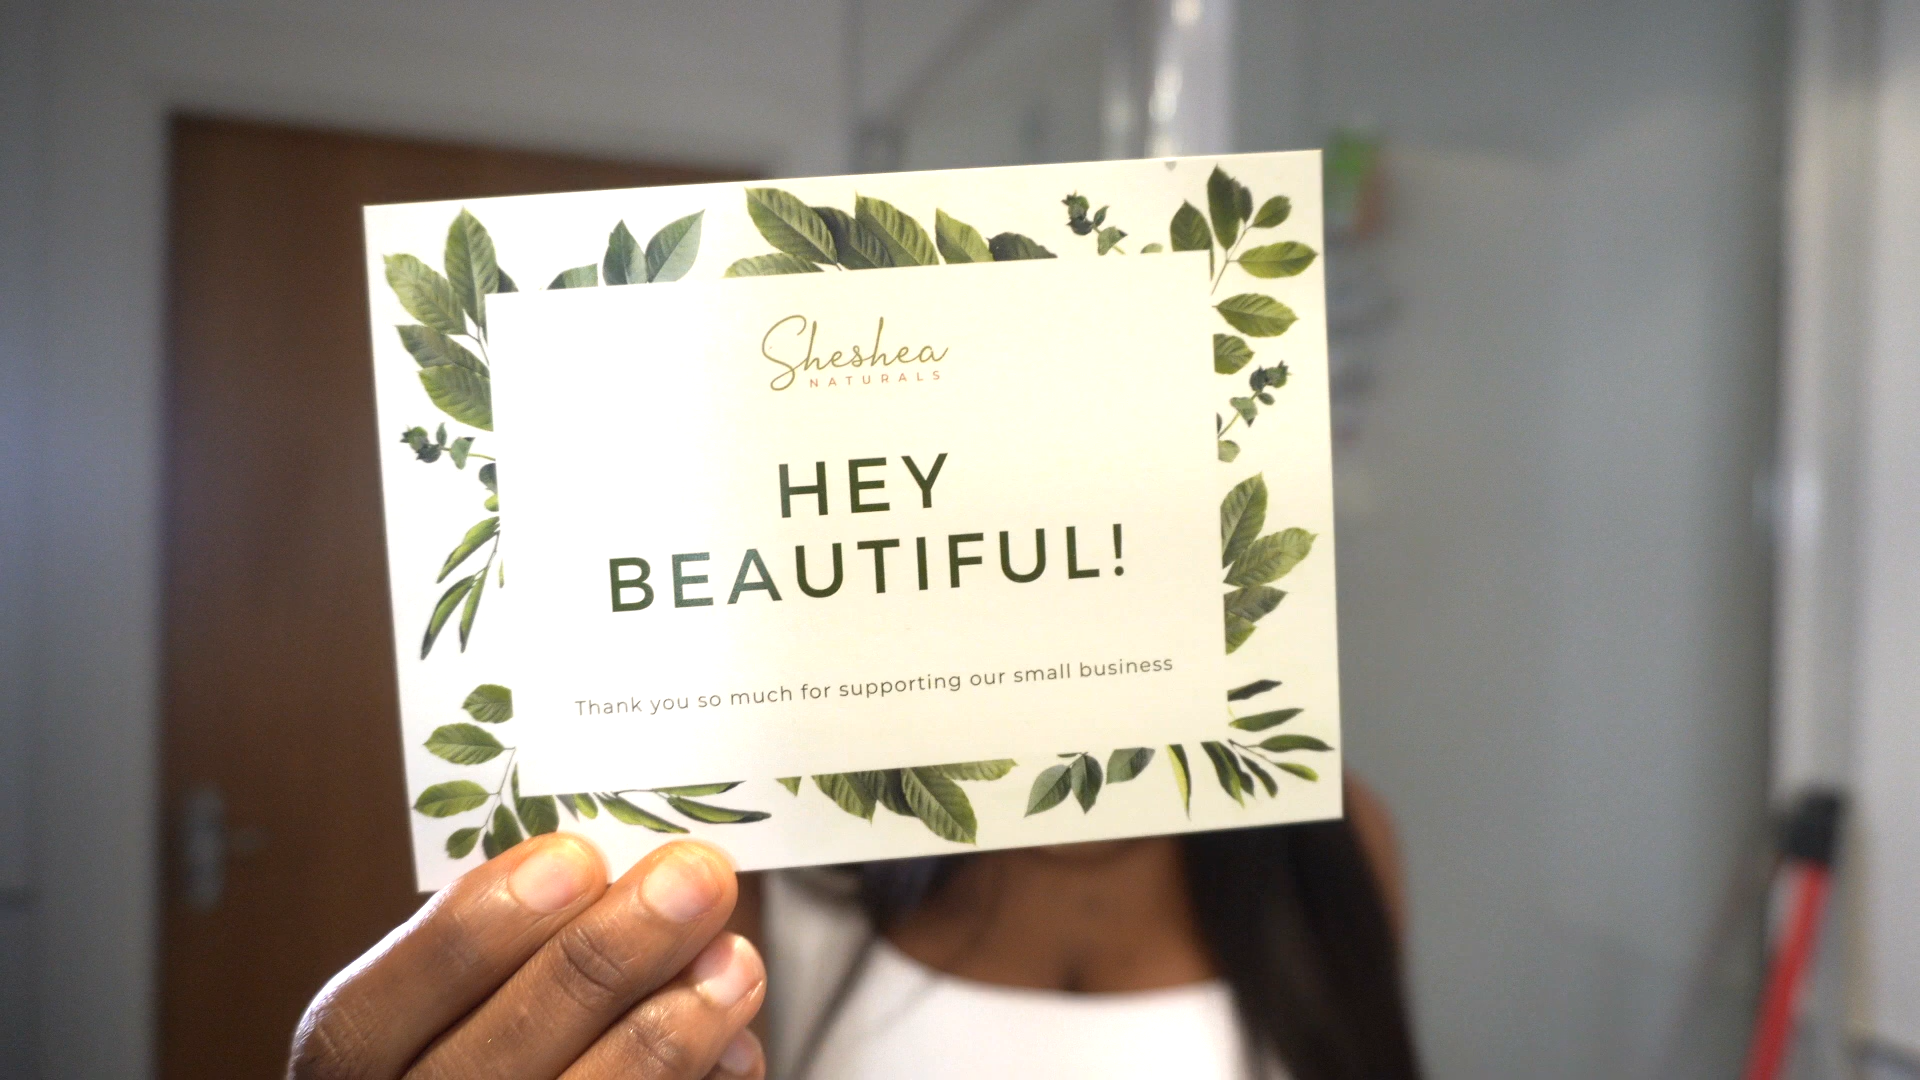 Sheshea
NATURALS
HEY
BEAUTIFUL!
Thank you so much for supporting our small business